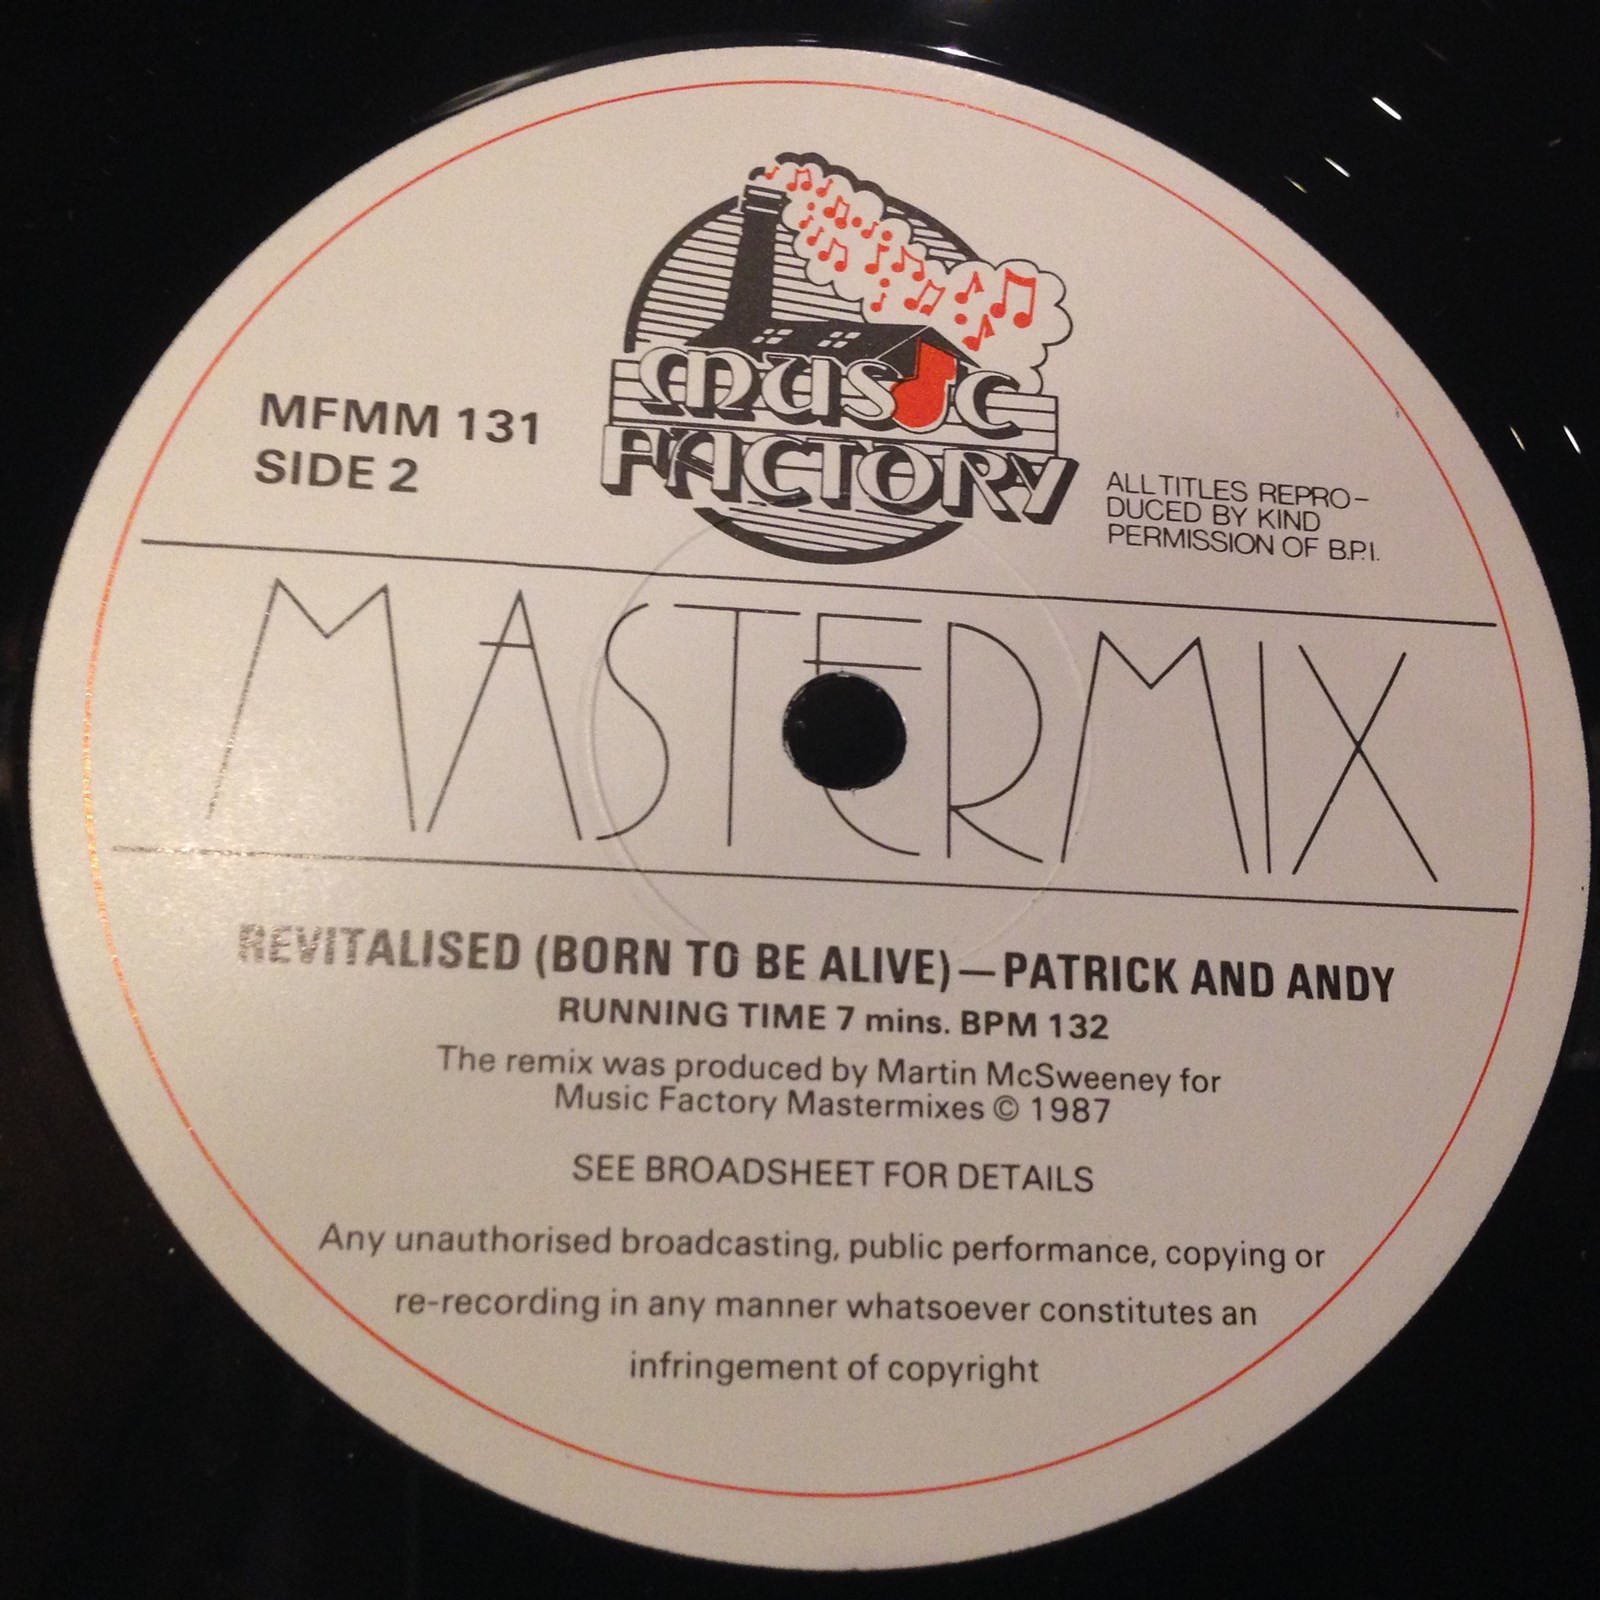 MUSIC
FACTORY
MFMM 131
SIDE 2
ALL TITLES REPRO-
DUCED BY KIND
PERMISSION OF B.P.I.
MASTERMIX
REVITALISED (BORN TO BE ALIVE) — PATRICK AND ANDY
RUNNING TIME 7 mins. BPM 132
The remix was produced by Martin McSweeney for
Music Factory Mastermixes © 1987
SEE BROADSHEET FOR DETAILS
Any unauthorised broadcasting, public performance, copying or
re-recording in any manner whatsoever constitutes an
infringement of copyright